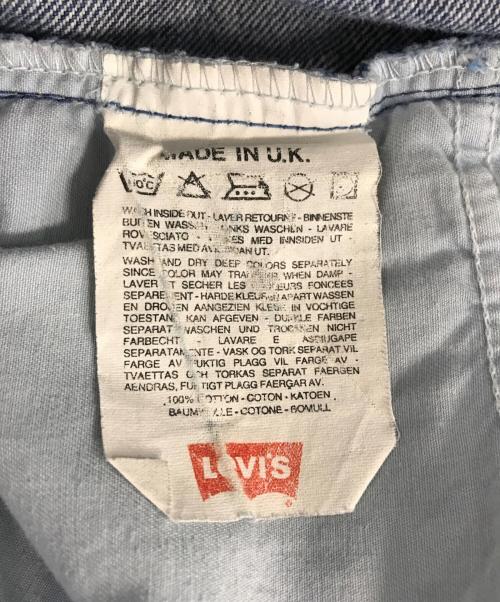 MADE IN U.K.
INSIDE OUT - LAVER RETOURNE - BINNENSTE
BUITEN WASSEN - LINKS WASCHEN - LAVARE
ROVESCIATO - MED INNSIDEN UT -
TVAETTAS MED AVIGSIDAN UT.
WASH AND DRY DEEP COLORS SEPARATELY
SINCE COLOR MAY TRANSFER WHEN DAMP -
LAVER ET SECHER LES COULEURS FONCEES
SEPAREMENT - HARDE KLEUREN APART WASSEN
EN DROGEN AANGEZIEN KLEUR IN VOCHTIGE
TOESTAND KAN AFGEVEN - DUNKLE FARBEN
SEPARAT WASCHEN UND TROCKNEN NICHT
FARBECHT - LAVARE E ASCIUGAPE
SEPARATAMENTE - VASK OG TORK SEPARAT VIL
FARGE AV FUKTIG PLAGG VIL FARGE AV -
TVAETTAS OCH TORKAS SEPARAT FAERGEN
AENDRAS, FUKTIGT PLAGG FAERGAR AV.
100% COTTON - COTON - KATOEN
BAUMWOLLE - COTONE - BOMULL
LEVI'S
®